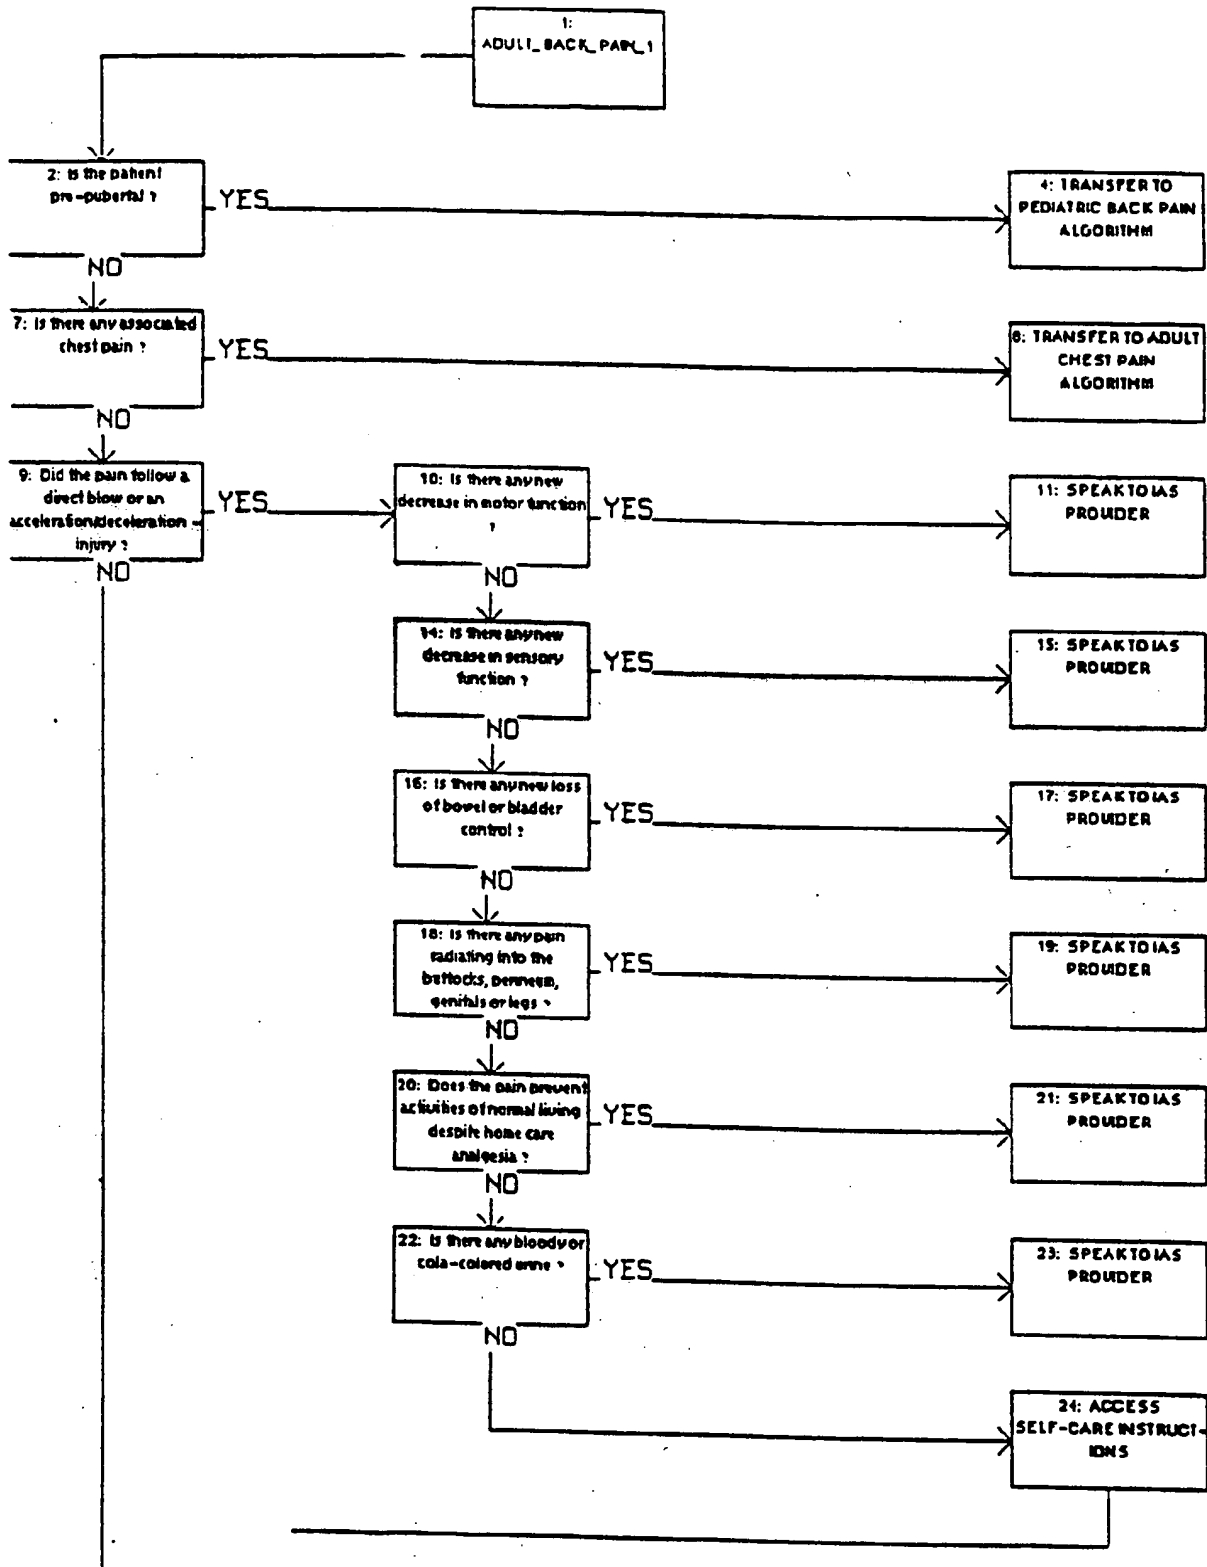 1:
ADULT_BACK_PAIN_1
2: Is the patient
pre-pubertal ?
YES
4: TRANSFER TO
PEDIATRIC BACK PAIN
ALGORITHM
NO
7: Is there any associated
chest pain ?
YES
8: TRANSFER TO ADULT
CHEST PAIN
ALGORITHM
NO
9: Did the pain follow a
direct blow or an
acceleration/deceleration -
injury ?
YES
10: Is there any new
decrease in motor function
?
YES
11: SPEAK TO IAS
PROVIDER
NO
NO
14: Is there any new
decrease in sensory
function ?
YES
15: SPEAK TO IAS
PROVIDER
NO
16: Is there any new loss
of bowel or bladder
control ?
YES
17: SPEAK TO IAS
PROVIDER
NO
18: Is there any pain
radiating into the
buttocks, perineum,
genitals or legs ?
YES
19: SPEAK TO IAS
PROVIDER
NO
20: Does the pain prevent
activities of normal living
despite home care
analgesia ?
YES
21: SPEAK TO IAS
PROVIDER
NO
22: Is there any bloody or
cola-colored urine ?
YES
23: SPEAK TO IAS
PROVIDER
NO
24: ACCESS
SELF-CARE INSTRUCT-
IONS